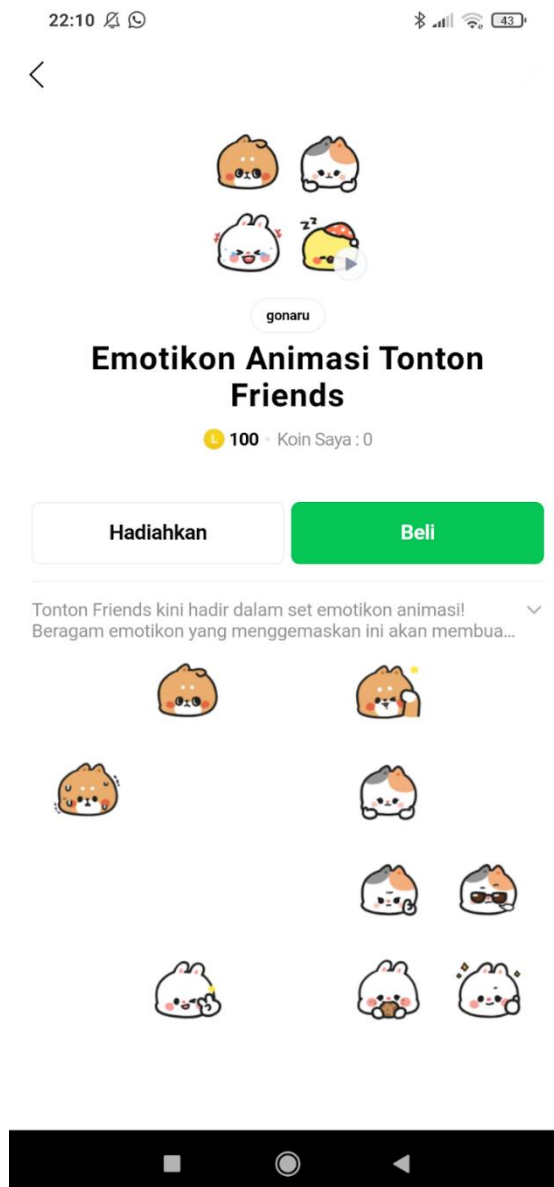 22:10
43
gonaru
Emotikon Animasi Tonton
Friends
L 100 • Koin Saya : 0
Hadiahkan
Beli
Tonton Friends kini hadir dalam set emotikon animasi!
Beragam emotikon yang menggemaskan ini akan membua...
zz